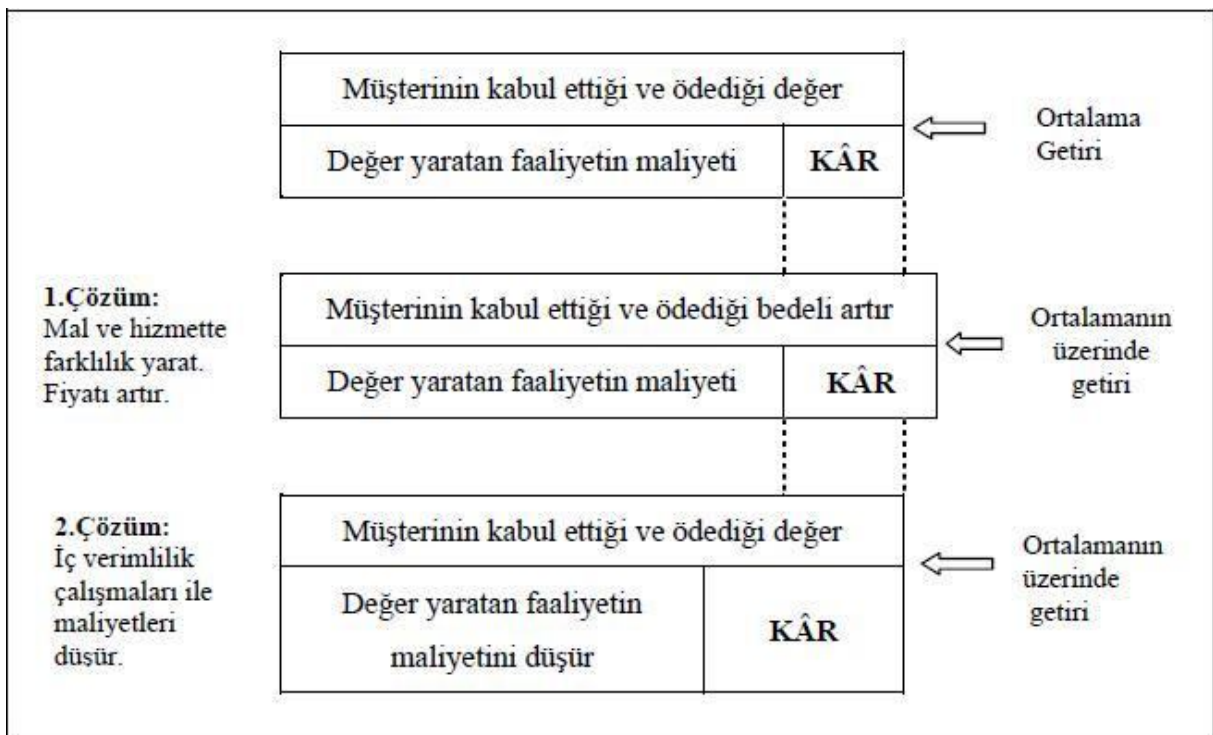 Müşterinin kabul ettiği ve ödediği değer
Değer yaratan faaliyetin maliyeti
KÂR
Ortalama
Getiri
1.Çözüm:
Mal ve hizmette
farklılık yarat.
Fiyatı artır.
Müşterinin kabul ettiği ve ödediği bedeli artır
Değer yaratan faaliyetin maliyeti
KÂR
Ortalamanın
üzerinde
getiri
2.Çözüm:
İç verimlilik
çalışmaları ile
maliyetleri
düşür.
Müşterinin kabul ettiği ve ödediği değer
Değer yaratan faaliyetin
maliyetini düşür
KÂR
Ortalamanın
üzerinde
getiri